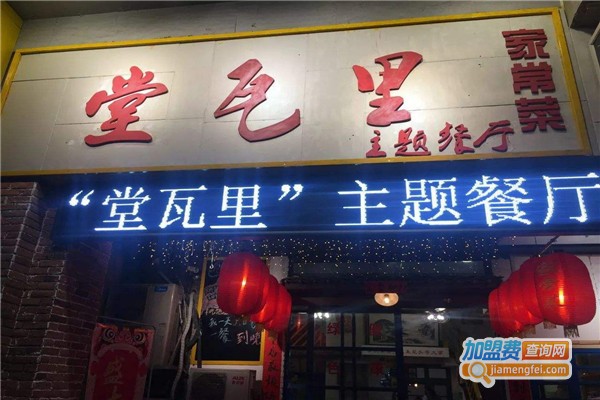 堂瓦里
家常菜
主题餐厅
“堂瓦里”主题餐厅
加盟费查询网
jiamengfei.com